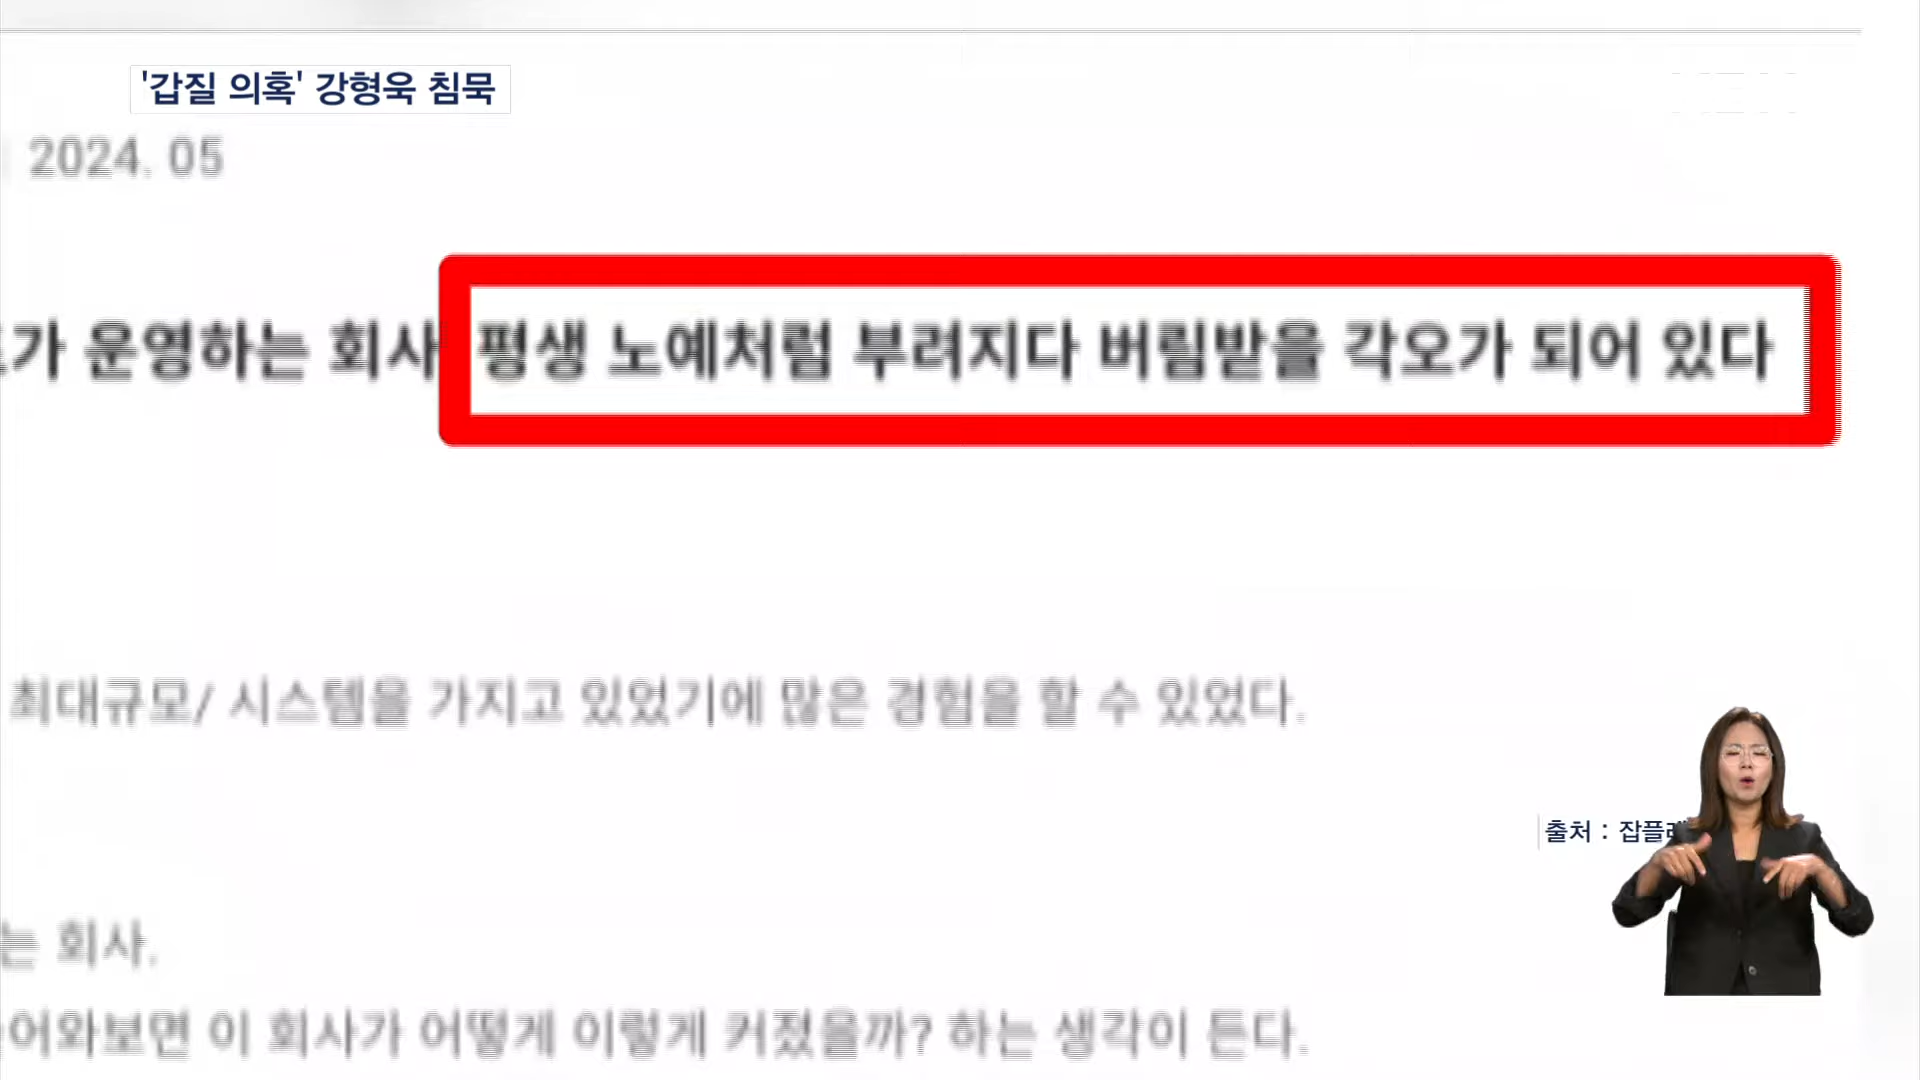 '갑질 의혹' 강형욱 침묵
2024. 05
가 운영하는 회사 평생 노예처럼 부려지다 버림받을 각오가 되어 있다
최대규모/ 시스템을 가지고 있었기에 많은 경험을 할 수 있었다.
출처 : 잡플
는 회사.
어와보면 이 회사가 어떻게 이렇게 커졌을까? 하는 생각이 든다.